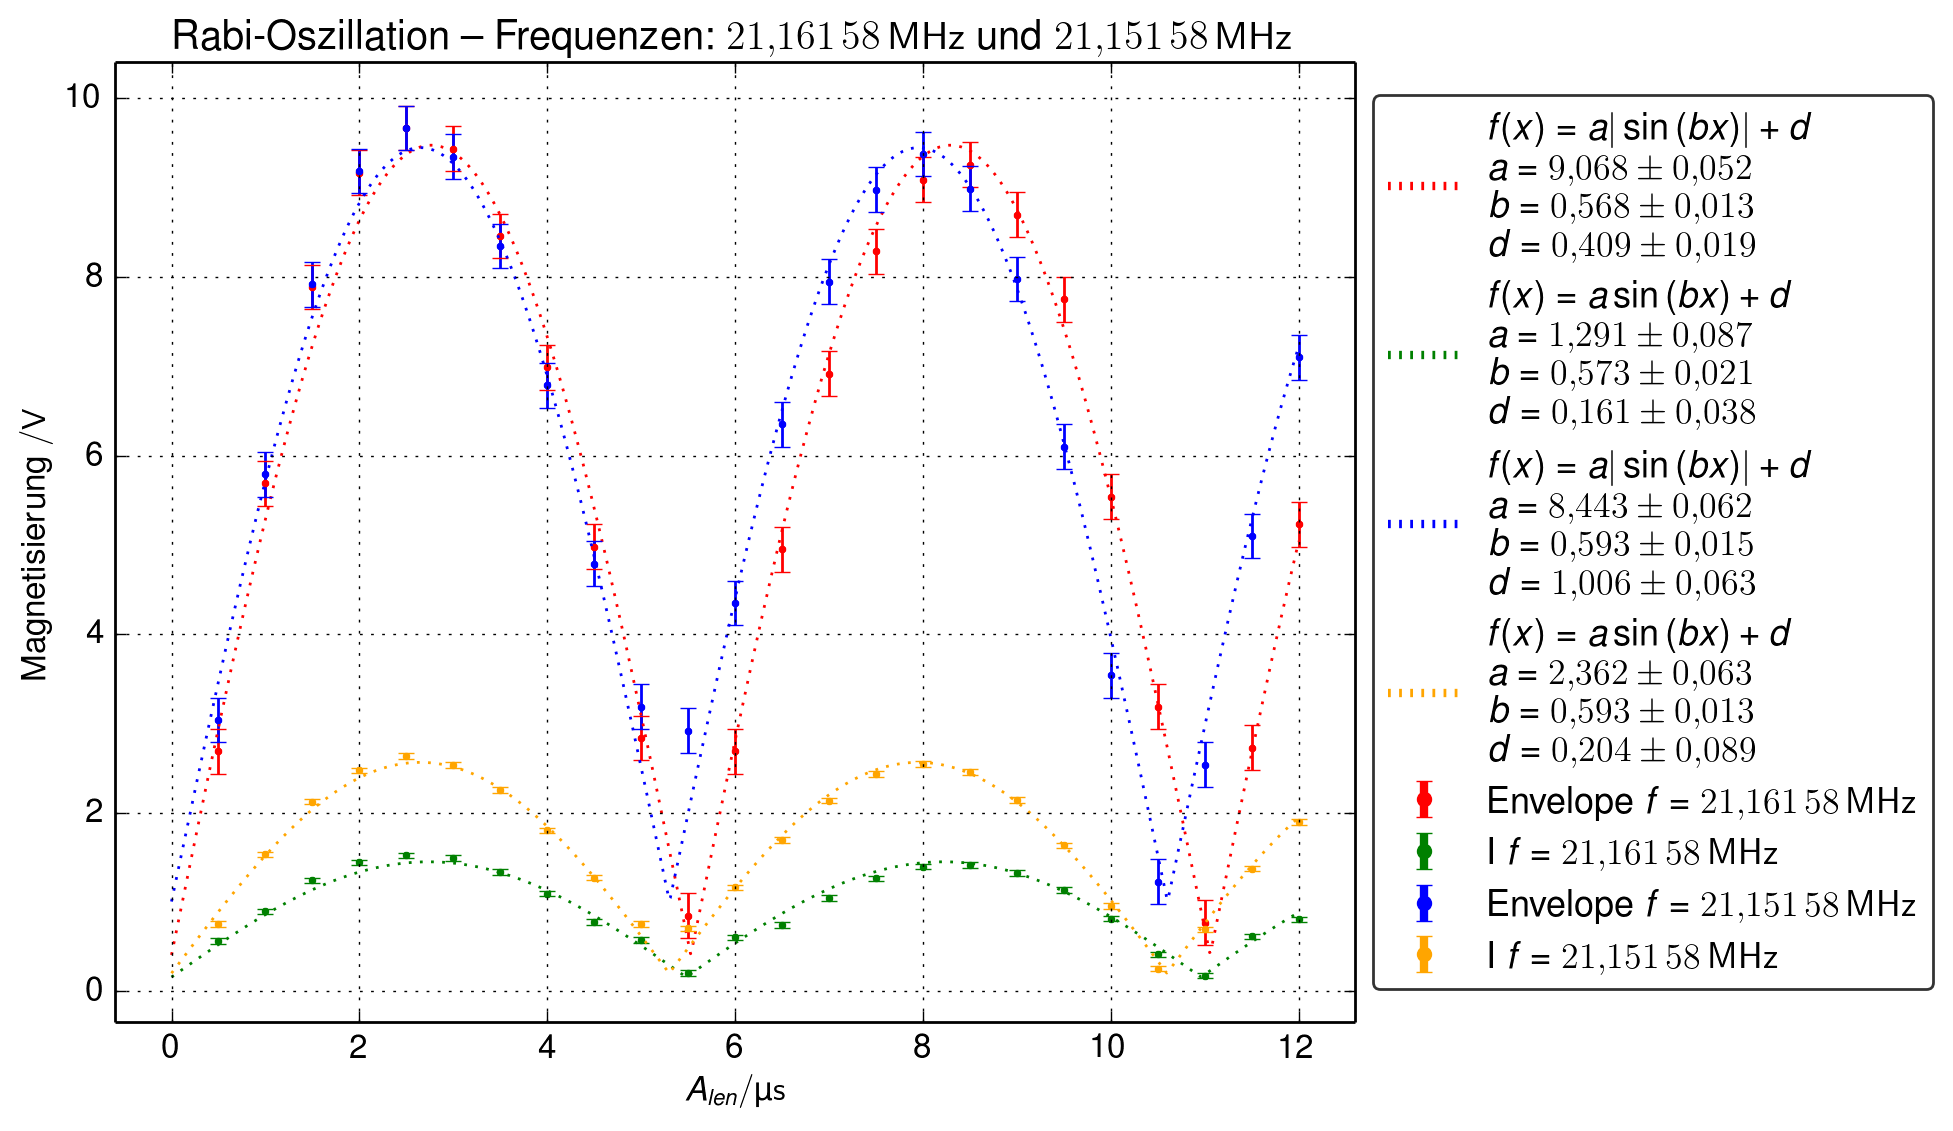 Rabi-Oszillation – Frequenzen: 21,161 58 MHz und 21,151 58 MHz
10
8
6
4
2
0
Magnetisierung /V
0 2 4 6 8 10 12
A_len/µs
f(x) = a| sin (bx)| + d
a = 9,068 ± 0,052
b = 0,568 ± 0,013
d = 0,409 ± 0,019
f(x) = a sin (bx) + d
a = 1,291 ± 0,087
b = 0,573 ± 0,021
d = 0,161 ± 0,038
f(x) = a| sin (bx)| + d
a = 8,443 ± 0,062
b = 0,593 ± 0,015
d = 1,006 ± 0,063
f(x) = a sin (bx) + d
a = 2,362 ± 0,063
b = 0,593 ± 0,013
d = 0,204 ± 0,089
Envelope f = 21,161 58 MHz
I f = 21,161 58 MHz
Envelope f = 21,151 58 MHz
I f = 21,151 58 MHz